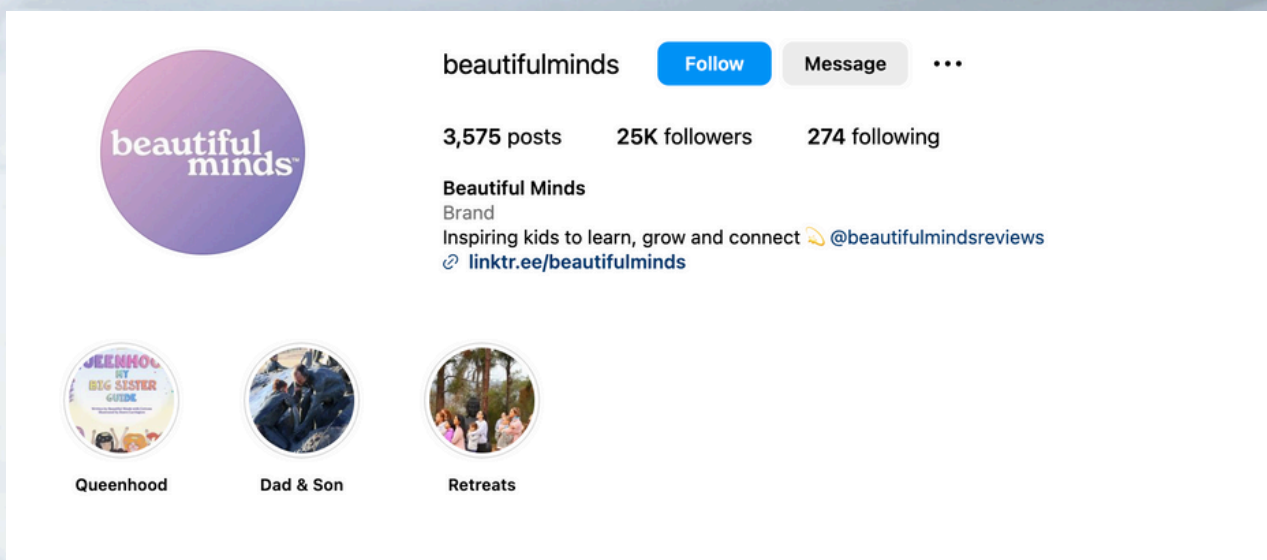 beautiful
minds™
beautifulminds
Follow
Message
3,575 posts
25K followers
274 following
Beautiful Minds
Brand
Inspiring kids to learn, grow and connect 💫 @beautifulmindsreviews
linktr.ee/beautifulminds
MY
BIG SISTER
GUIDE
Queenhood
Dad & Son
Retreats